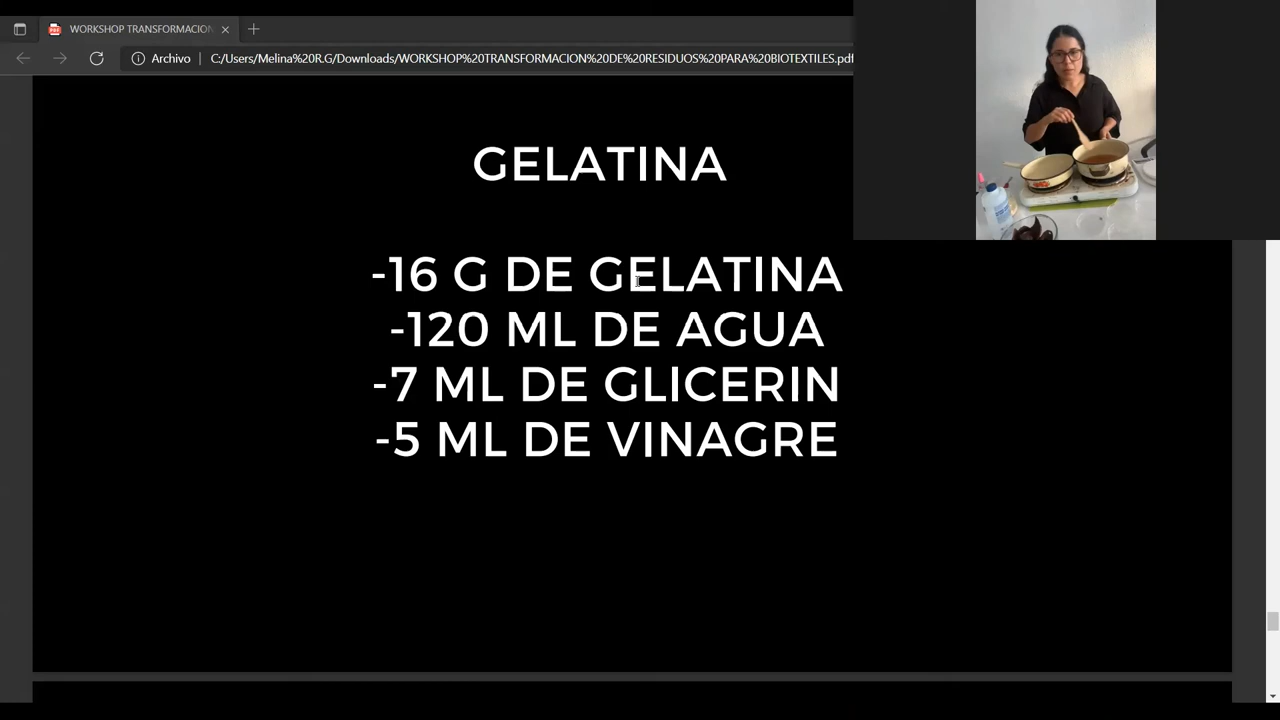 WORKSHOP TRANSFORMACION
Archivo
C:/Users/Melina%20R.G/Downloads/WORKSHOP%20TRANSFORMACION%20DE%20RESIDUOS%20PARA%20BIOTEXTILES.pdf
GELATINA
-16 G DE GELATINA
-120 ML DE AGUA
-7 ML DE GLICERIN
-5 ML DE VINAGRE